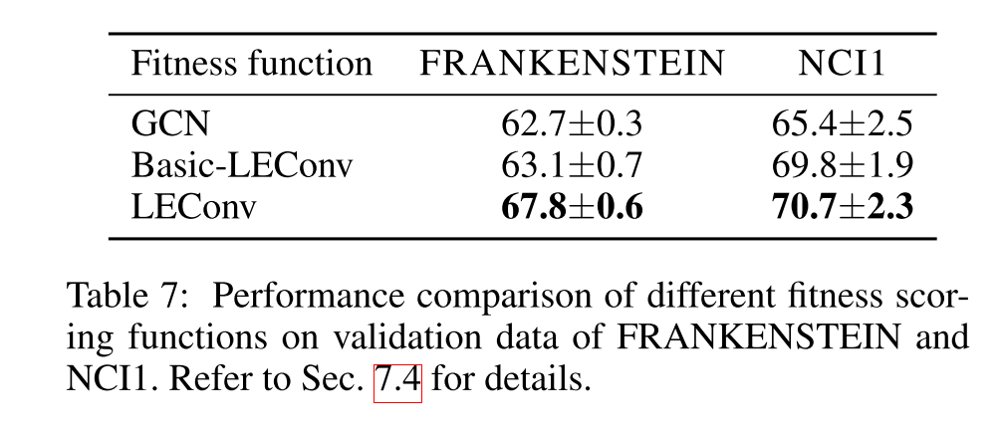 Fitness function FRANKENSTEIN NCI1
GCN 62.7±0.3 65.4±2.5
Basic-LEConv 63.1±0.7 69.8±1.9
LEConv 67.8±0.6 70.7±2.3
Table 7: Performance comparison of different fitness scor-
ing functions on validation data of FRANKENSTEIN and
NCI1. Refer to Sec. 7.4 for details.